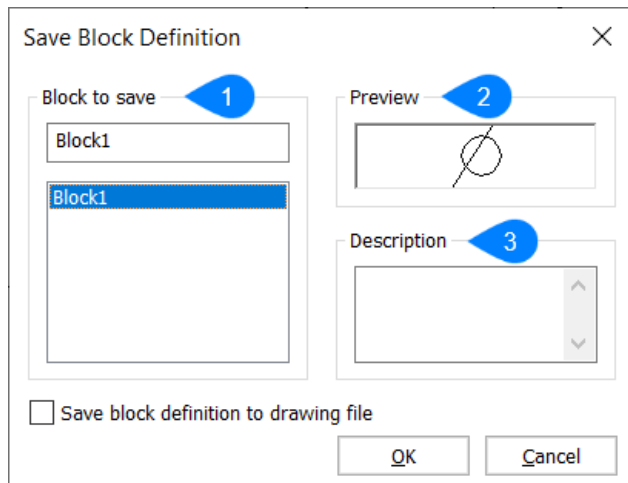 Save Block Definition
Block to save 1
Block1
Block1
Preview 2
Description 3
Save block definition to drawing file
OK Cancel